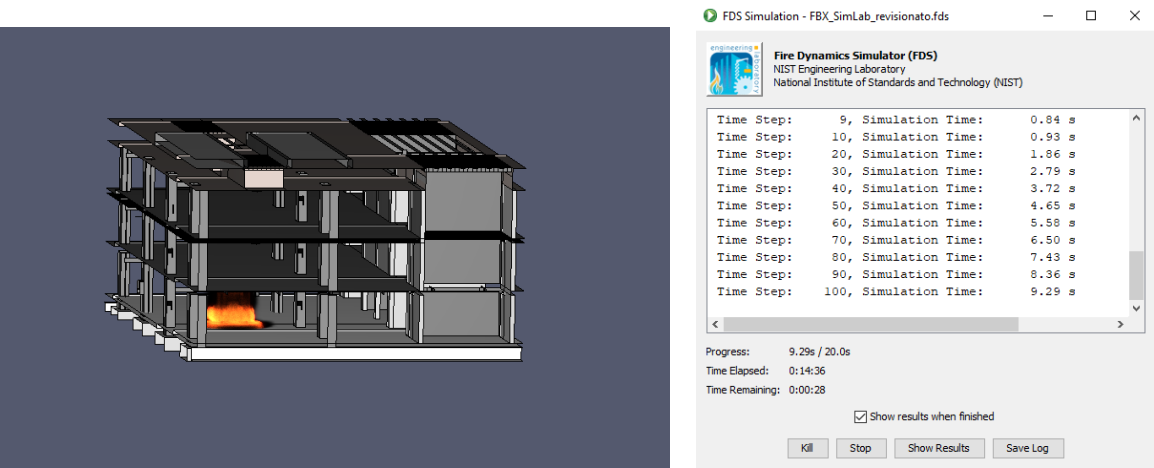 FDS Simulation - FBX_SimLab_revisionato.fds
engineering
laboratory
Fire Dynamics Simulator (FDS)
NIST Engineering Laboratory
National Institute of Standards and Technology (NIST)
Time Step: 9, Simulation Time: 0.84 s
Time Step: 10, Simulation Time: 0.93 s
Time Step: 20, Simulation Time: 1.86 s
Time Step: 30, Simulation Time: 2.79 s
Time Step: 40, Simulation Time: 3.72 s
Time Step: 50, Simulation Time: 4.65 s
Time Step: 60, Simulation Time: 5.58 s
Time Step: 70, Simulation Time: 6.50 s
Time Step: 80, Simulation Time: 7.43 s
Time Step: 90, Simulation Time: 8.36 s
Time Step: 100, Simulation Time: 9.29 s
Progress: 9.29s / 20.0s
Time Elapsed: 0:14:36
Time Remaining: 0:00:28
Show results when finished
Kill Stop Show Results Save Log